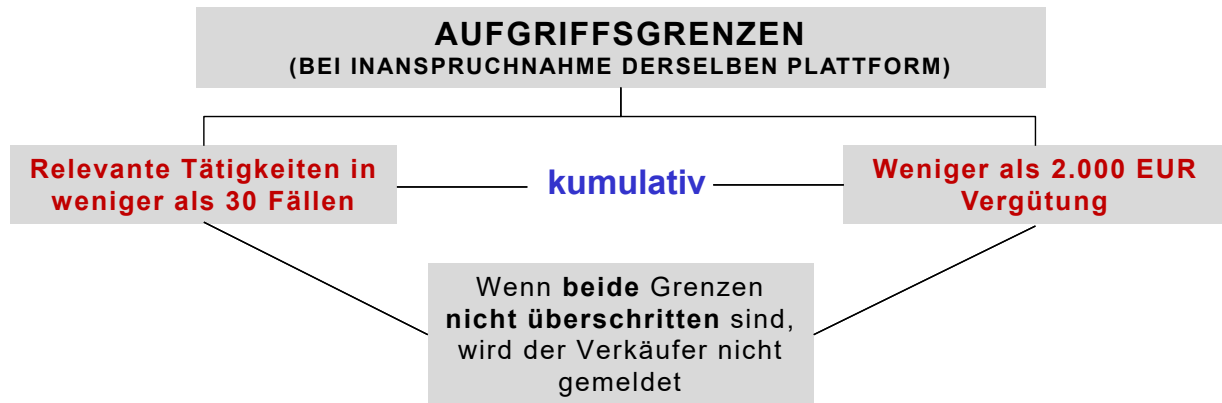 AUFGRIFFSGRENZEN
(BEI INANSPRUCHNAHME DERSELBEN PLATTFORM)
Relevante Tätigkeiten in
weniger als 30 Fällen
kumulativ
Weniger als 2.000 EUR
Vergütung
Wenn beide Grenzen
nicht überschritten sind,
wird der Verkäufer nicht
gemeldet